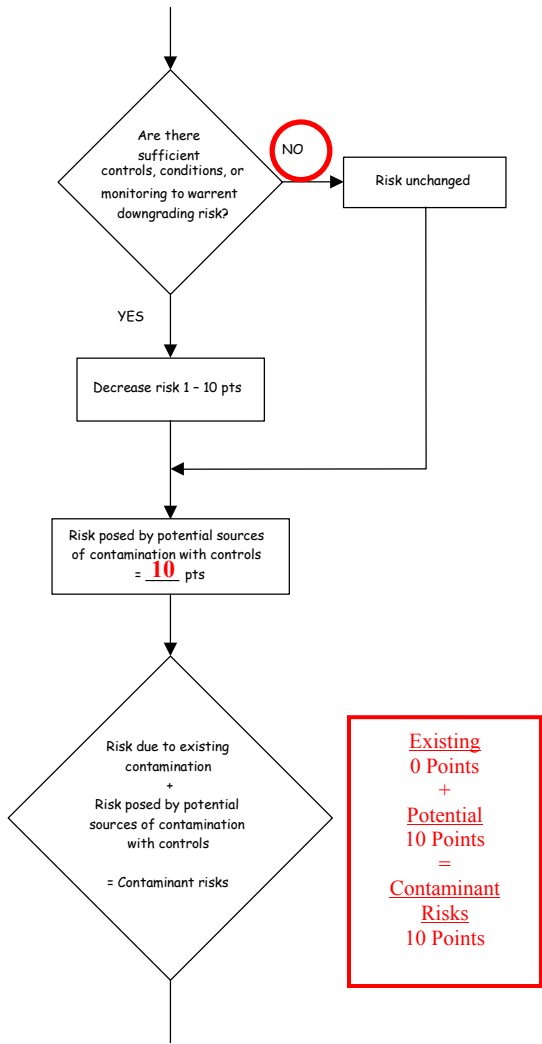 Are there
sufficient
controls, conditions, or
monitoring to warrent
downgrading risk?
NO
Risk unchanged
YES
Decrease risk 1 – 10 pts
Risk posed by potential sources
of contamination with controls
= 10 pts
Risk due to existing
contamination
+
Risk posed by potential
sources of contamination
with controls
= Contaminant risks
Existing
0 Points
+
Potential
10 Points
=
Contaminant
Risks
10 Points